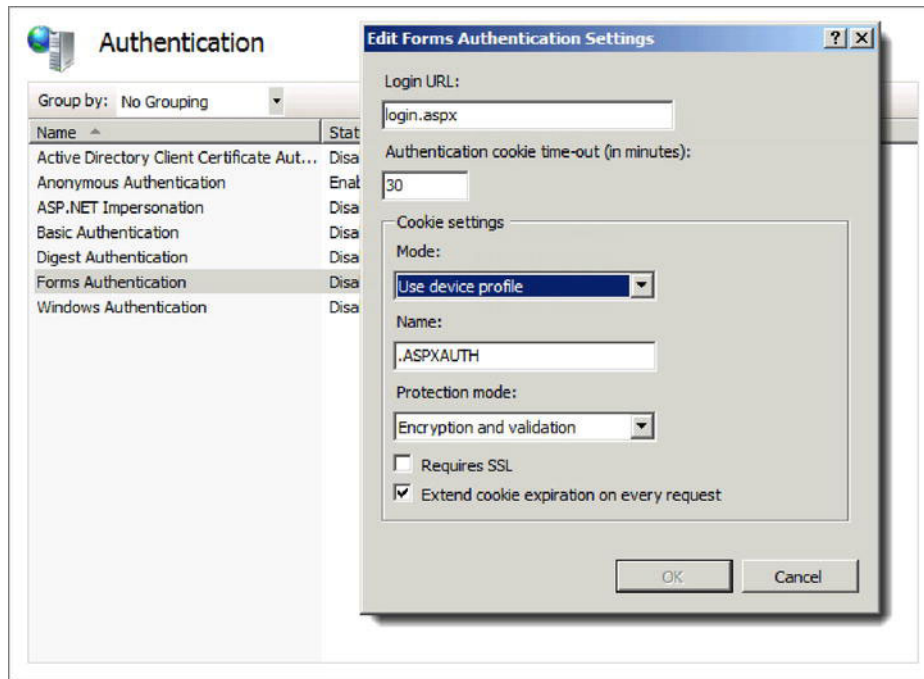 Authentication
Group by: No Grouping
Name Stat
Active Directory Client Certificate Aut... Disa
Anonymous Authentication Enab
ASP.NET Impersonation Disa
Basic Authentication Disa
Digest Authentication Disa
Forms Authentication Disa
Windows Authentication Disa
Edit Forms Authentication Settings ? X
Login URL:
login.aspx
Authentication cookie time-out (in minutes):
30
Cookie settings
Mode:
Use device profile
Name:
.ASPXAUTH
Protection mode:
Encryption and validation
Requires SSL
Extend cookie expiration on every request
OK Cancel